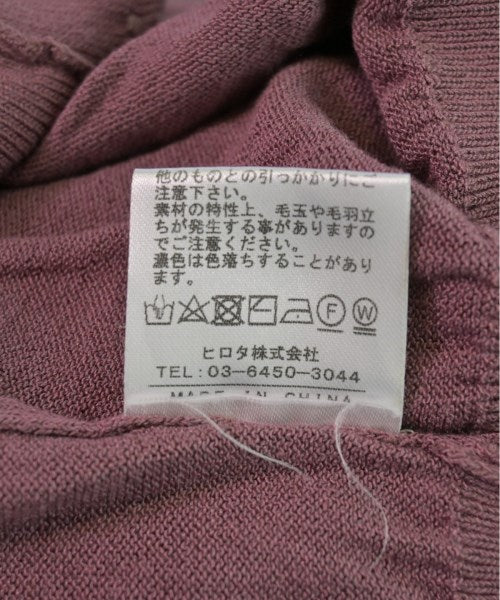 他のものとの引っかかりにご
注意下さい。
素材の特性上、毛玉や毛羽立
ちが発生する事がありますの
でご注意ください。
濃色は色落ちすることがあり
ます。
F W
ヒロタ株式会社
TEL:03-6450-3044
MADE IN CHINA